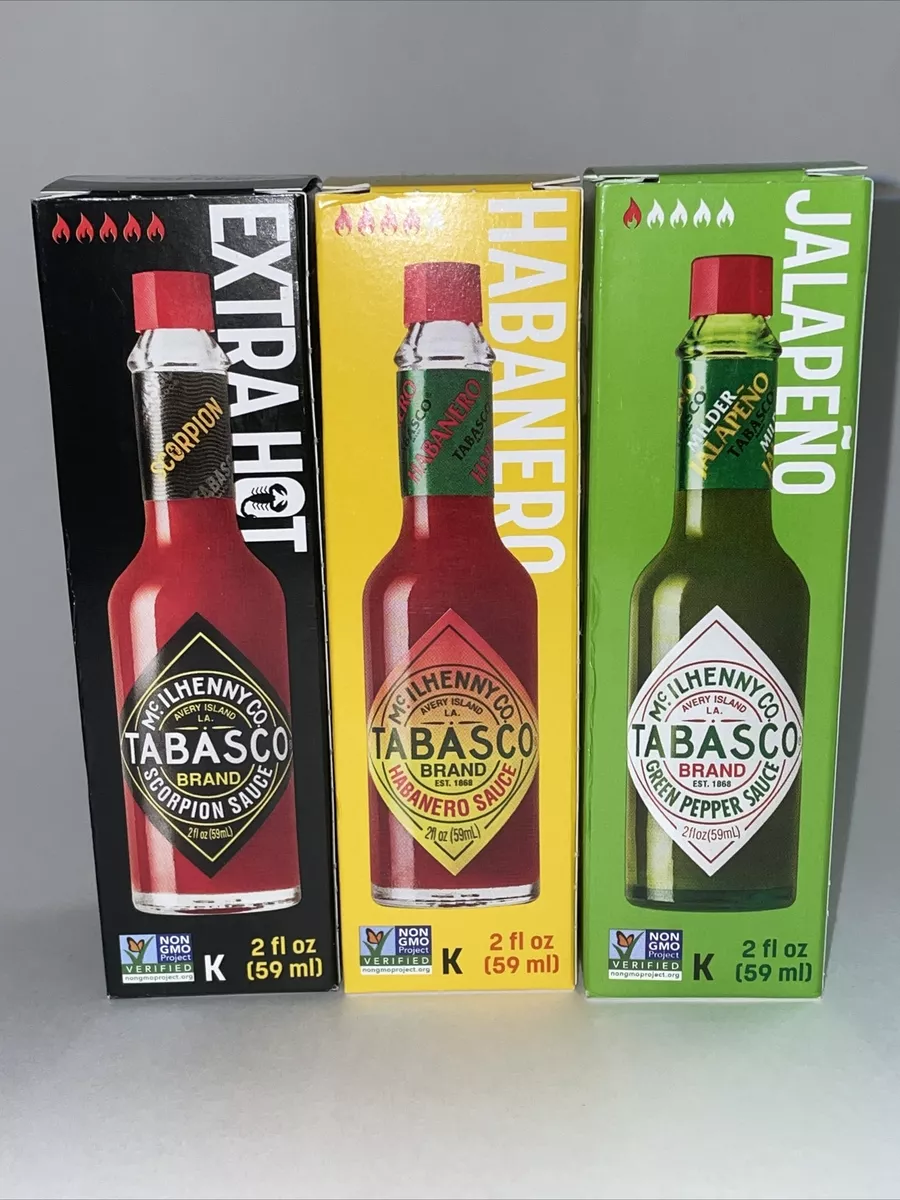 EXTRA HOT
SCORPION
TABASC
McILHENNY CO.
AVERY ISLAND
LA.
TABASCO®
BRAND
SCORPION SAUCE
2 fl oz (59mL)
NON
GMO
Project
VERIFIED
nongmoproject.org
K
2 fl oz
(59 ml)
HABANERO
HABANERO
TABASCO
McILHENNY CO.
AVERY ISLAND
LA.
TABASCO®
BRAND
EST. 1868
HABANERO SAUCE
2fl oz (59mL)
NON
GMO
Project
VERIFIED
nongmoproject.org
K
2 fl oz
(59 ml)
JALAPEÑO
MILDER
JALAPEÑO
TABASCO
McILHENNY CO.
AVERY ISLAND
LA.
TABASCO®
BRAND
EST. 1868
GREEN PEPPER SAUCE
2floz(59mL)
NON
GMO
Project
VERIFIED
nongmoproject.org
K
2 fl oz
(59 ml)